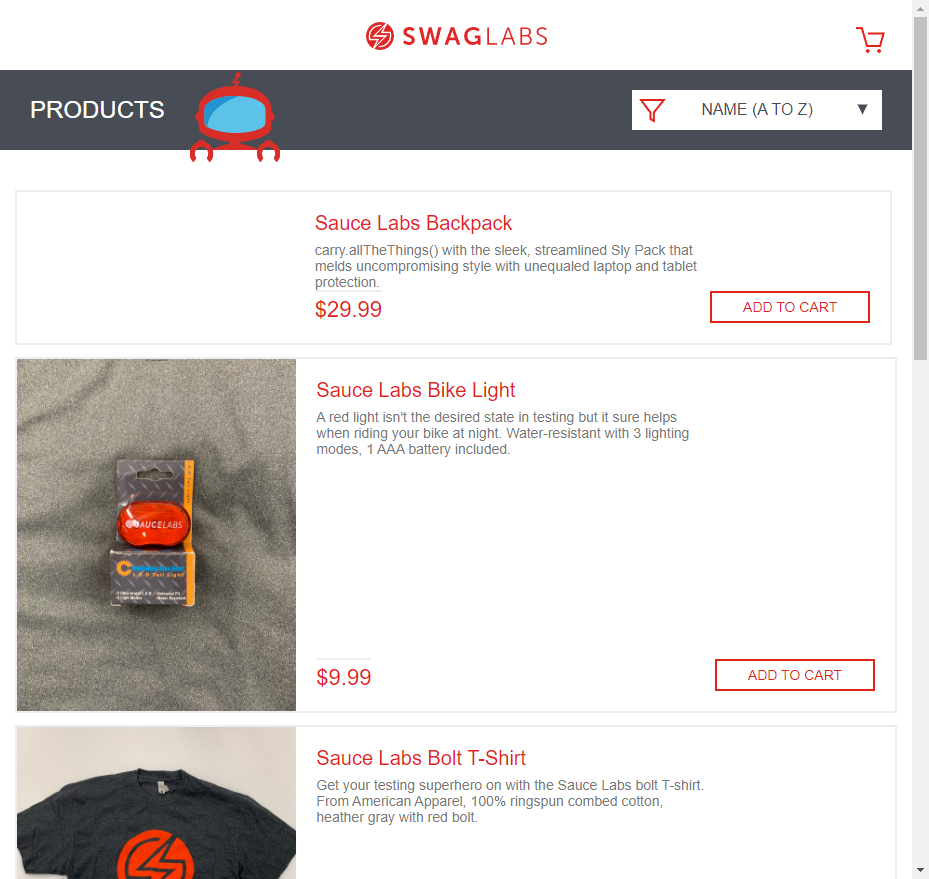 SWAGLABS
PRODUCTS
NAME (A TO Z)
Sauce Labs Backpack
carry.allTheThings() with the sleek, streamlined Sly Pack that
melds uncompromising style with unequaled laptop and tablet
protection.
$29.99
ADD TO CART
Sauce Labs Bike Light
A red light isn't the desired state in testing but it sure helps
when riding your bike at night. Water-resistant with 3 lighting
modes, 1 AAA battery included.
SAUCELABS
L.E.D Tail Light
$9.99
ADD TO CART
Sauce Labs Bolt T-Shirt
Get your testing superhero on with the Sauce Labs bolt T-shirt.
From American Apparel, 100% ringspun combed cotton,
heather gray with red bolt.